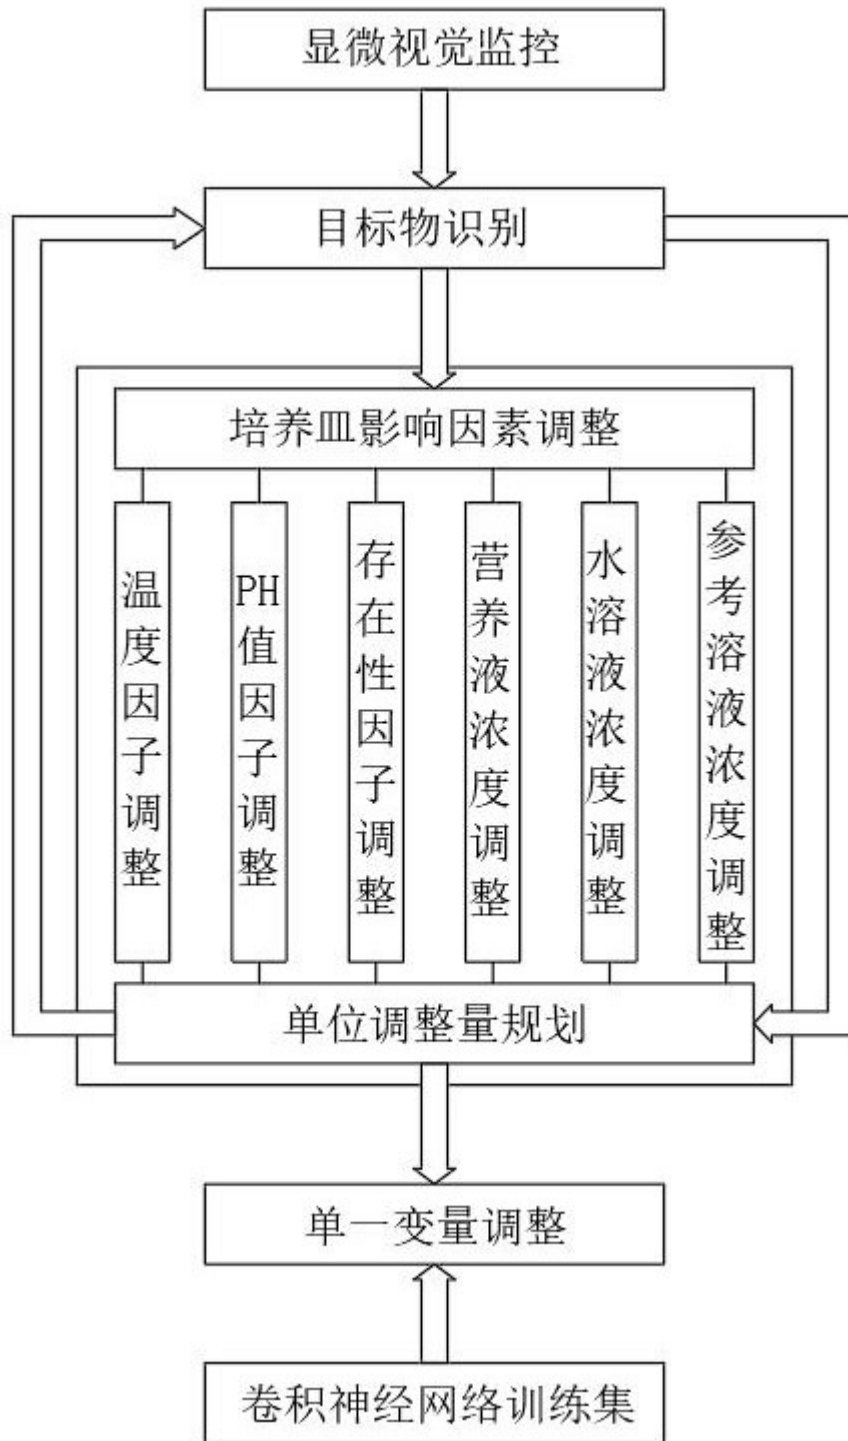 显微视觉监控
目标物识别
培养皿影响因素调整
温度因子调整
PH值因子调整
存在性因子调整
营养液浓度调整
水溶液浓度调整
参考溶液浓度调整
单位调整量规划
单一变量调整
卷积神经网络训练集